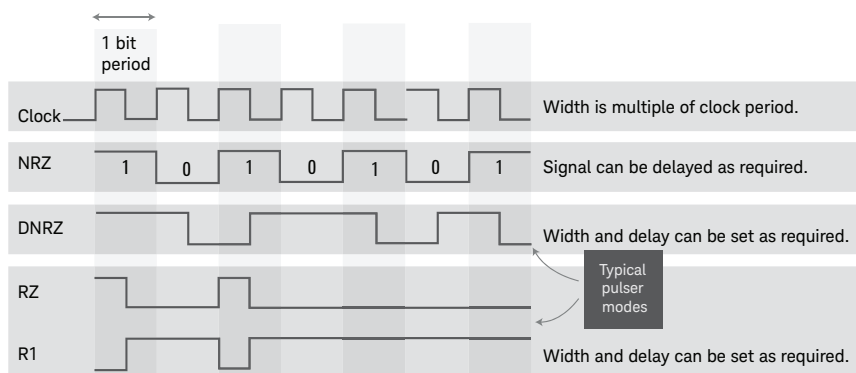 1 bit
period
Clock
Width is multiple of clock period.
NRZ
1 0 1 0 1 0 1
Signal can be delayed as required.
DNRZ
Width and delay can be set as required.
Typical
pulser
modes
RZ
R1
Width and delay can be set as required.